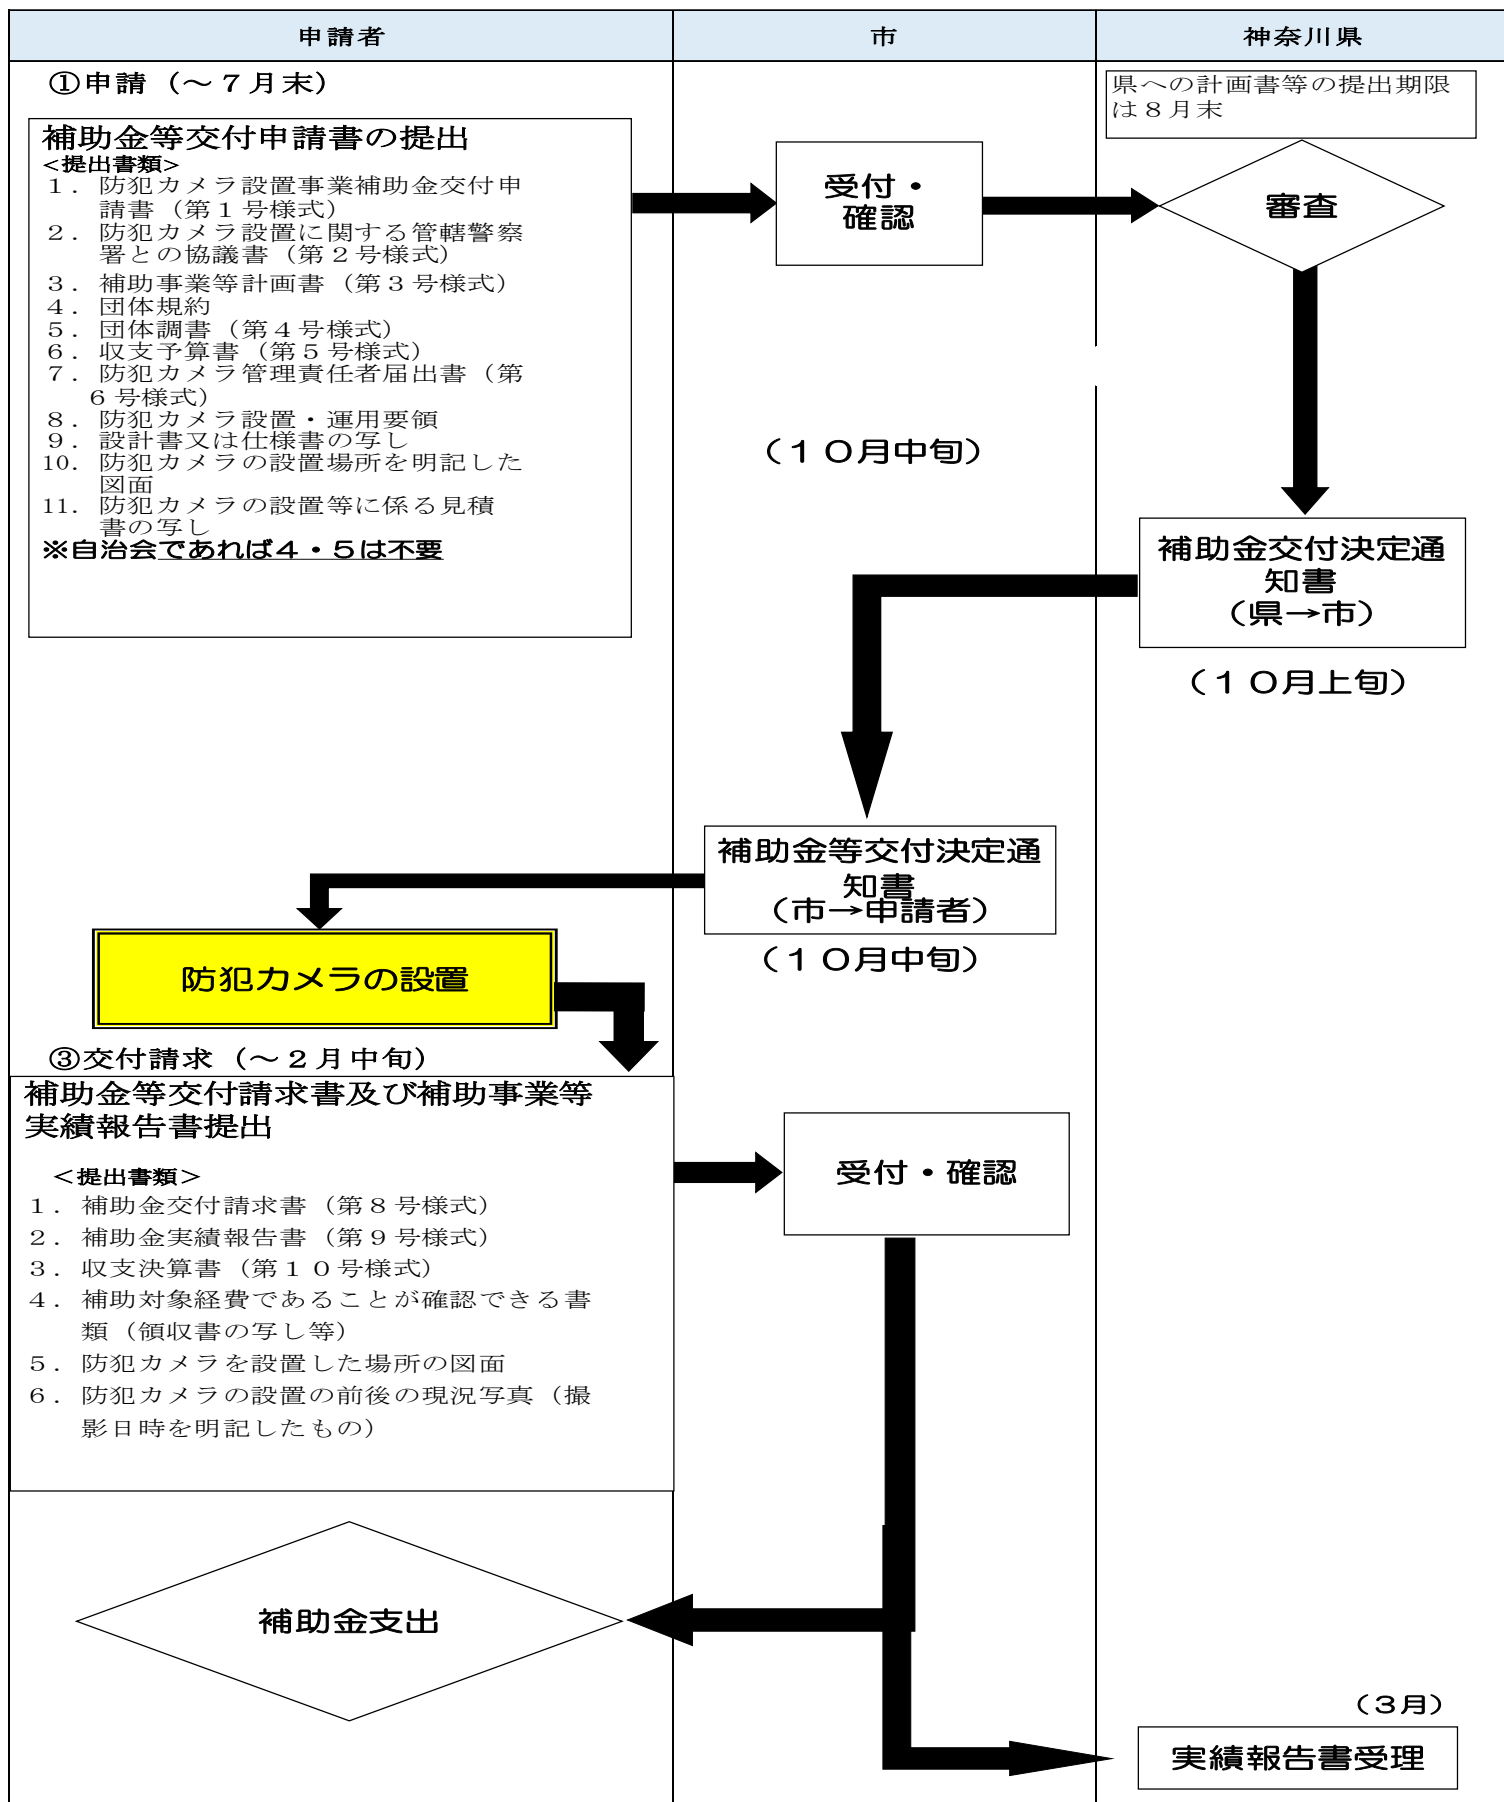 申請者
市
神奈川県
①申請（～７月末）
県への計画書等の提出期限
は８月末
補助金等交付申請書の提出
<提出書類>
１．防犯カメラ設置事業補助金交付申
請書（第１号様式）
２．防犯カメラ設置に関する管轄警察
署との協議書（第２号様式）
３．補助事業等計画書（第３号様式）
４．団体規約
５．団体調書（第４号様式）
６．収支予算書（第５号様式）
７．防犯カメラ管理責任者届出書（第
６号様式）
８．防犯カメラ設置・運用要領
９．設計書又は仕様書の写し
10．防犯カメラの設置場所を明記した
図面
11．防犯カメラの設置等に係る見積
書の写し
※自治会であれば４・５は不要
受付・
確認
審査
（１０月中旬）
補助金交付決定通
知書
（県→市）
（１０月上旬）
補助金等交付決定通
知書
（市→申請者）
（１０月中旬）
防犯カメラの設置
③交付請求（～２月中旬）
補助金等交付請求書及び補助事業等
実績報告書提出
＜提出書類＞
１．補助金交付請求書（第８号様式）
２．補助金実績報告書（第９号様式）
３．収支決算書（第１０号様式）
４．補助対象経費であることが確認できる書
類（領収書の写し等）
５．防犯カメラを設置した場所の図面
６．防犯カメラの設置の前後の現況写真（撮
影日時を明記したもの）
受付・確認
補助金支出
（３月）
実績報告書受理